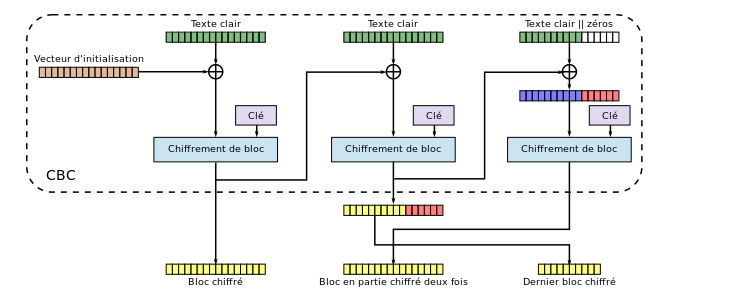 Texte clair
Texte clair
Texte clair || zéros
Vecteur d'initialisation
Clé
Clé
Clé
Chiffrement de bloc
Chiffrement de bloc
Chiffrement de bloc
CBC
Bloc chiffré
Bloc en partie chiffré deux fois
Dernier bloc chiffré